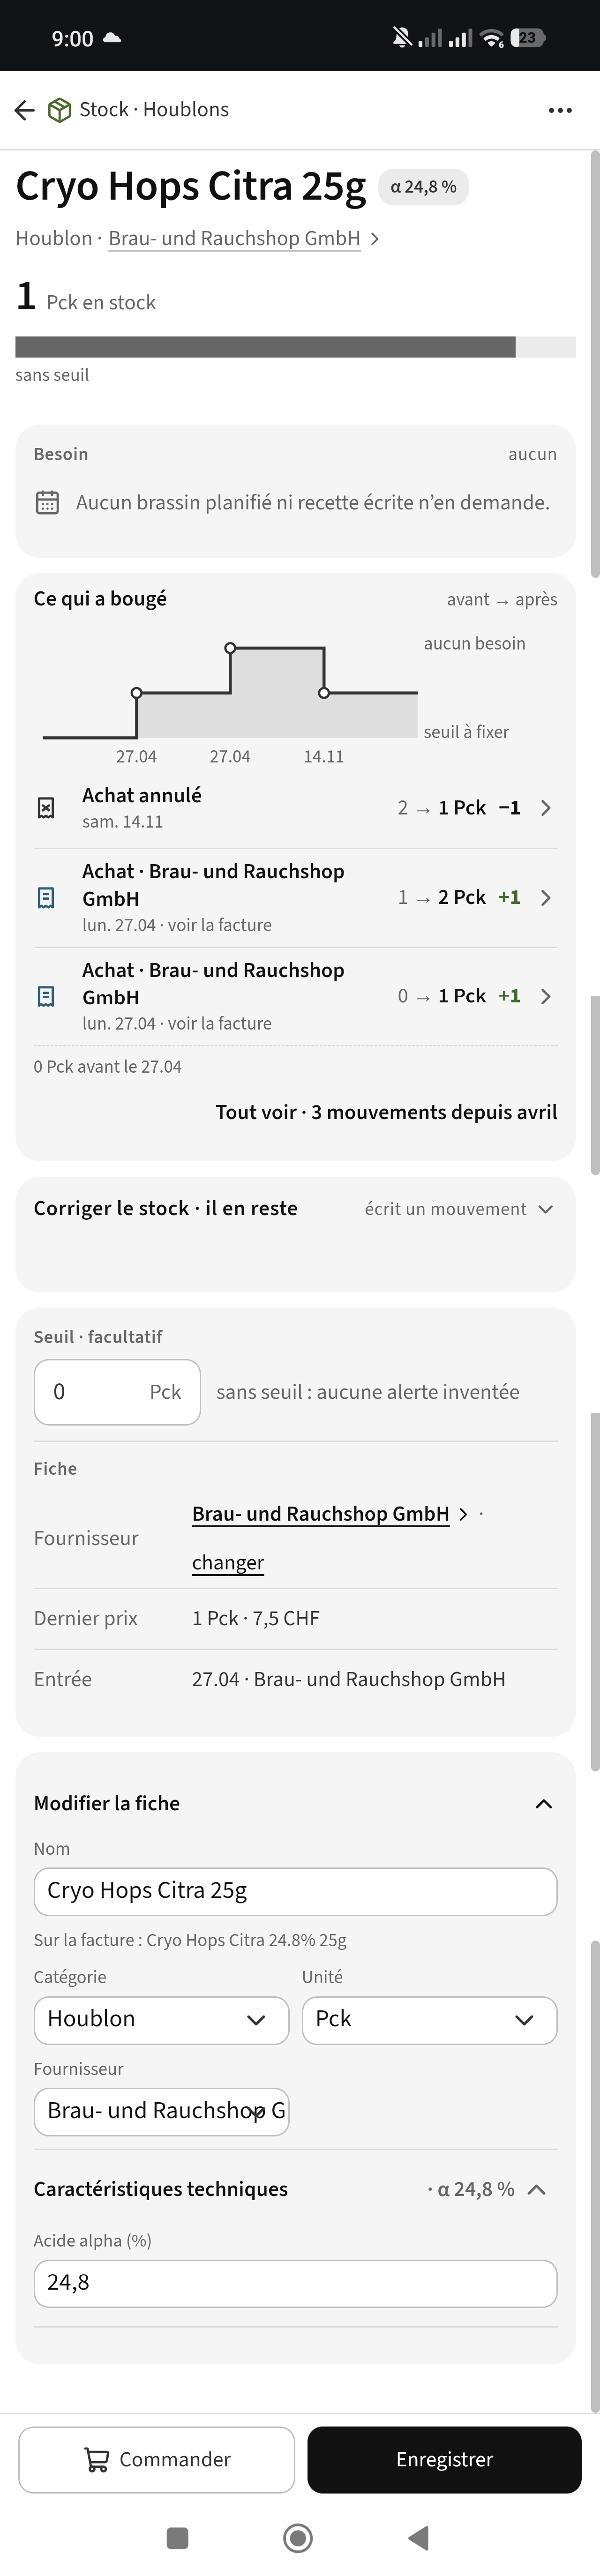 9:00
6
23
Stock · Houblons
Cryo Hops Citra 25g
α 24,8 %
Houblon · Brau- und Rauchshop GmbH
1 Pck en stock
sans seuil
Besoin
aucun
Aucun brassin planifié ni recette écrite n’en demande.
Ce qui a bougé
avant → après
aucun besoin
seuil à fixer
27.04
27.04
14.11
Achat annulé
sam. 14.11
2 → 1 Pck −1
Achat · Brau- und Rauchshop
GmbH
lun. 27.04 · voir la facture
1 → 2 Pck +1
Achat · Brau- und Rauchshop
GmbH
lun. 27.04 · voir la facture
0 → 1 Pck +1
0 Pck avant le 27.04
Tout voir · 3 mouvements depuis avril
Corriger le stock · il en reste
écrit un mouvement
Seuil · facultatif
0 Pck
sans seuil : aucune alerte inventée
Fiche
Fournisseur
Brau- und Rauchshop GmbH ·
changer
Dernier prix
1 Pck · 7,5 CHF
Entrée
27.04 · Brau- und Rauchshop GmbH
Modifier la fiche
Nom
Cryo Hops Citra 25g
Sur la facture : Cryo Hops Citra 24.8% 25g
Catégorie
Unité
Houblon
Pck
Fournisseur
Brau- und Rauchshop G
Caractéristiques techniques
· α 24,8 %
Acide alpha (%)
24,8
Commander
Enregistrer